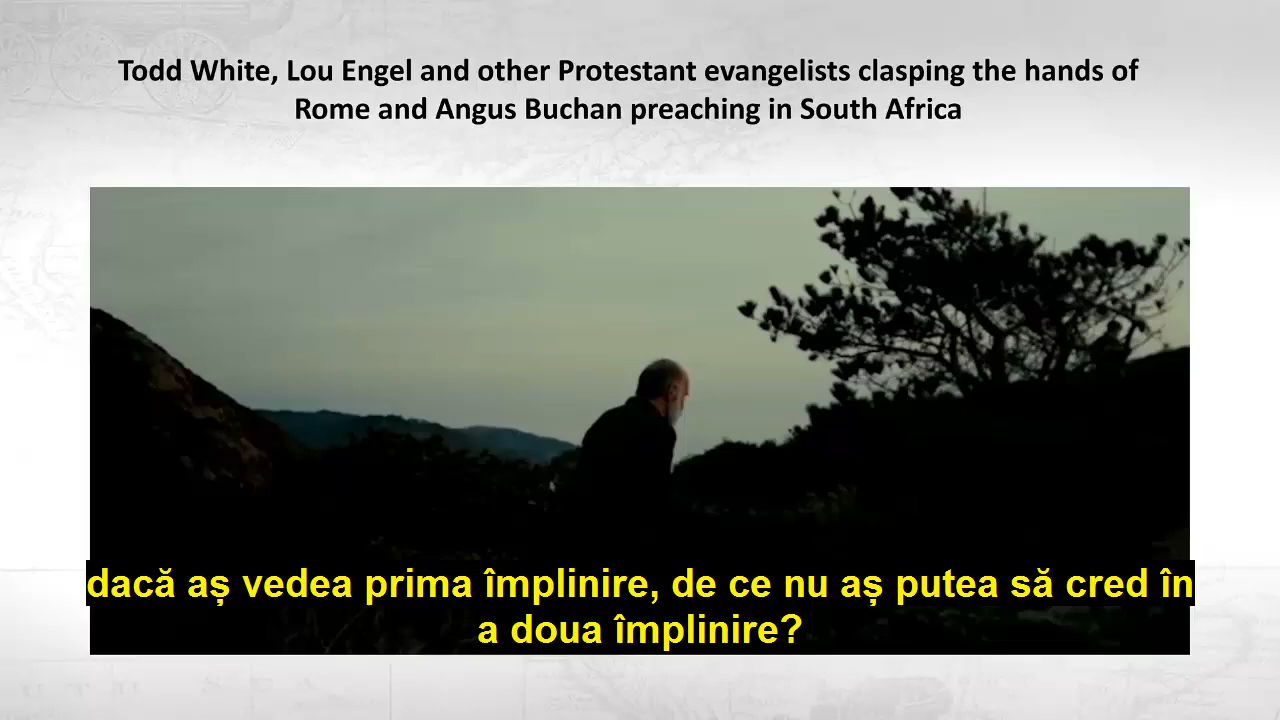 Todd White, Lou Engel and other Protestant evangelists clasping the hands of
Rome and Angus Buchan preaching in South Africa
dacă aș vedea prima împlinire, de ce nu aș putea să cred în
a doua împlinire?